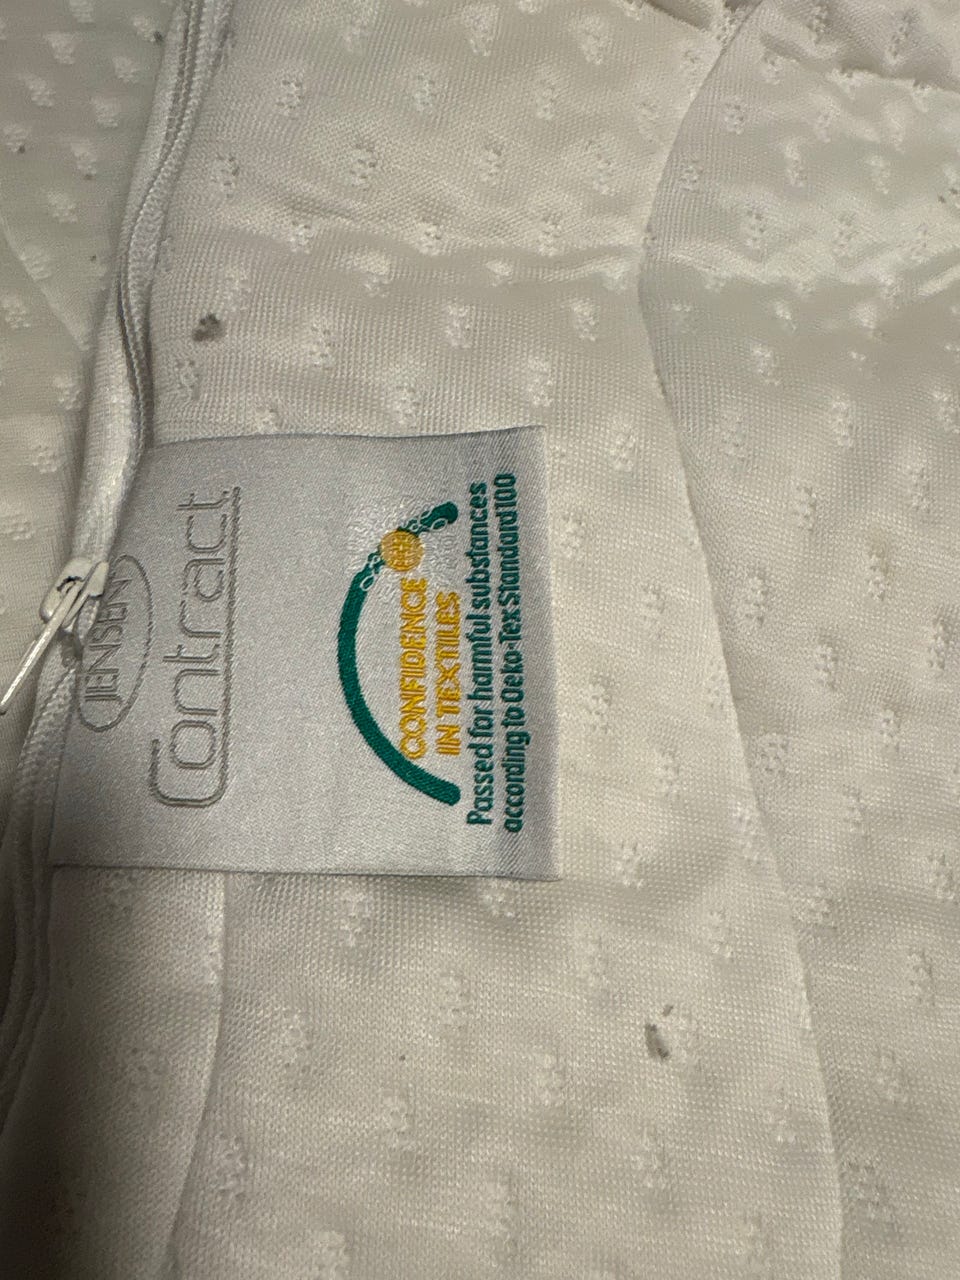 JENSEN
Contract
CONFIDENCE
IN TEXTILES
Passed for harmful substances
according to Oeko-Tex Standard 100